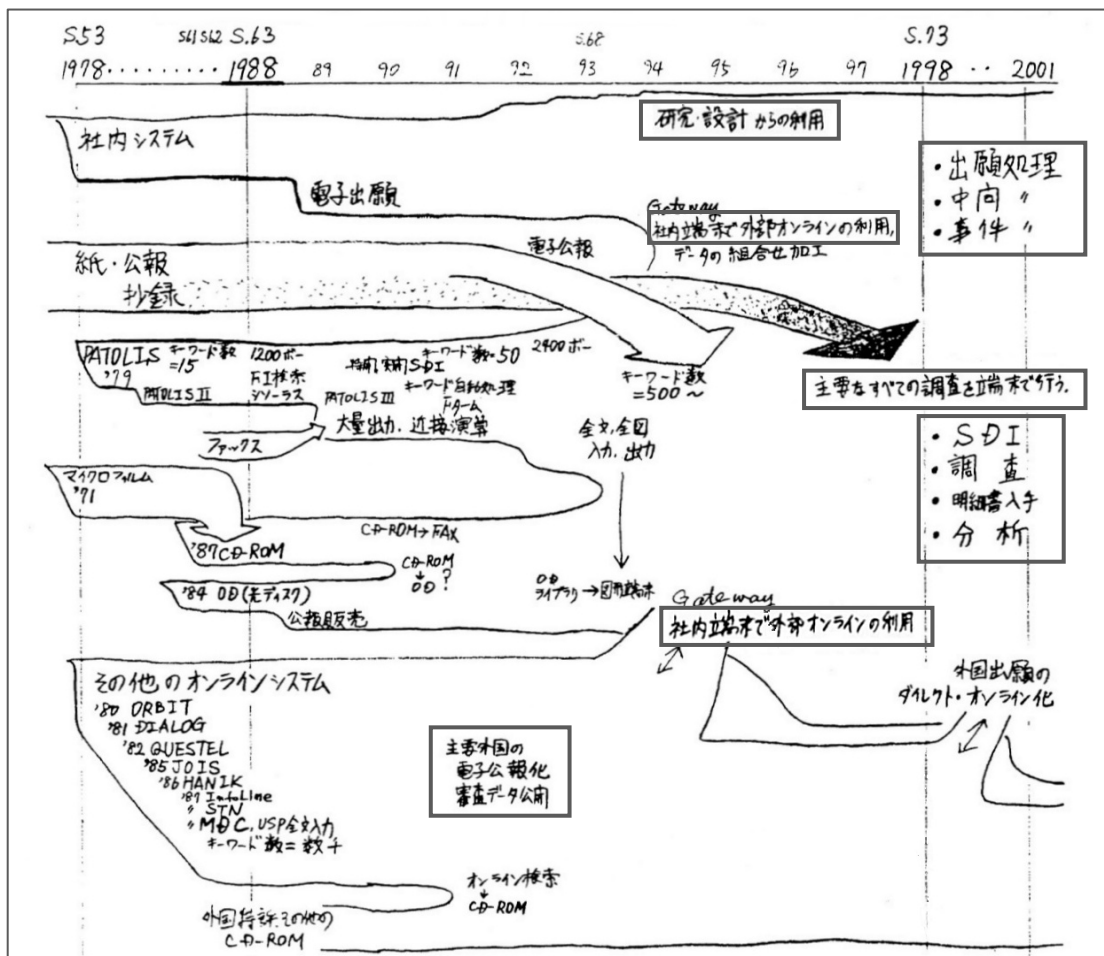 S.53 S61 S62 S.63 S.68 S.73
1978・・・・・・・・・1988 89 90 91 92 93 94 95 96 97 1998・・2001
社内システム
研究・設計からの利用
・出願処理
・中間 〃
・事件 〃
電子出願
Gateway
社内端末で外部オンラインの利用,
データの組合せ加工
電子公報
紙・公報
抄録
PATOLIS
'79
キーワード数
=15
1200ボー
FI検索
シソーラス
SDI
キーワード数=50
2400ボー
PATOLISⅡ
PATOLISⅢ
キーワード自動処理
Fターム
大量出力、近接演算
ファックス
キーワード数
=500~
主要なすべての調査を端末で行う.
全文,全図
入力、出力
・SDI
・調査
・明細書入手
・分析
マイクロフィルム
'71
CD-ROM→FAX
'87CD-ROM
CD-ROM
↓
OD?
'84 OD(光ディスク)
公報販売
OD
ライブラリ→図形端末
Gateway
社内端末で外部オンラインの利用
外国出願の
ダイレクト・オンライン化
その他のオンラインシステム
'80 ORBIT
'81 DIALOG
'82 QUESTEL
'85 JOIS
'86 HANIK
'87 InfoLine
〃 STN
〃 MDC,USP全文入力
キーワード数=数千
主要外国の
電子公報化
審査データ公開
オンライン検索
↓
CD-ROM
外国特許,その他の
CD-ROM